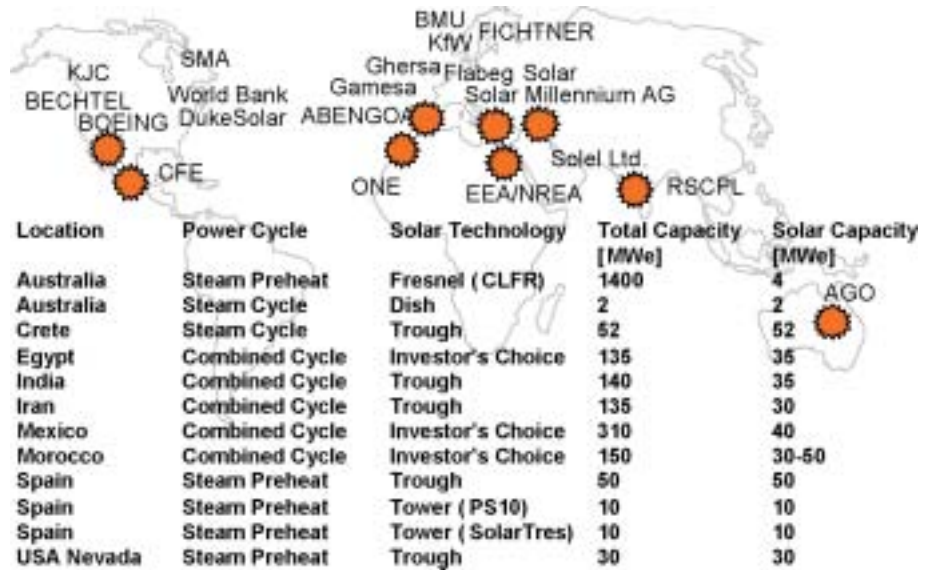 BMU
KfW FICHTNER
SMA
KJC
Ghersa Flabeg Solar
Gamesa Solar Millennium AG
World Bank
BECHTEL
BOEING DukeSolar ABENGOA
Solel Ltd.
CFE
ONE EEA/NREA RSCPL
Location Power Cycle Solar Technology Total Capacity Solar Capacity
[MWe] [MWe]
Australia Steam Preheat Fresnel ( CLFR) 1400 4
AGO
Australia Steam Cycle Dish 2 2
Crete Steam Cycle Trough 52 52
Egypt Combined Cycle Investor's Choice 135 35
India Combined Cycle Trough 140 35
Iran Combined Cycle Trough 135 30
Mexico Combined Cycle Investor's Choice 310 40
Morocco Combined Cycle Investor's Choice 150 30-50
Spain Steam Preheat Trough 50 50
Spain Steam Preheat Tower ( PS10) 10 10
Spain Steam Preheat Tower ( SolarTres) 10 10
USA Nevada Steam Preheat Trough 30 30